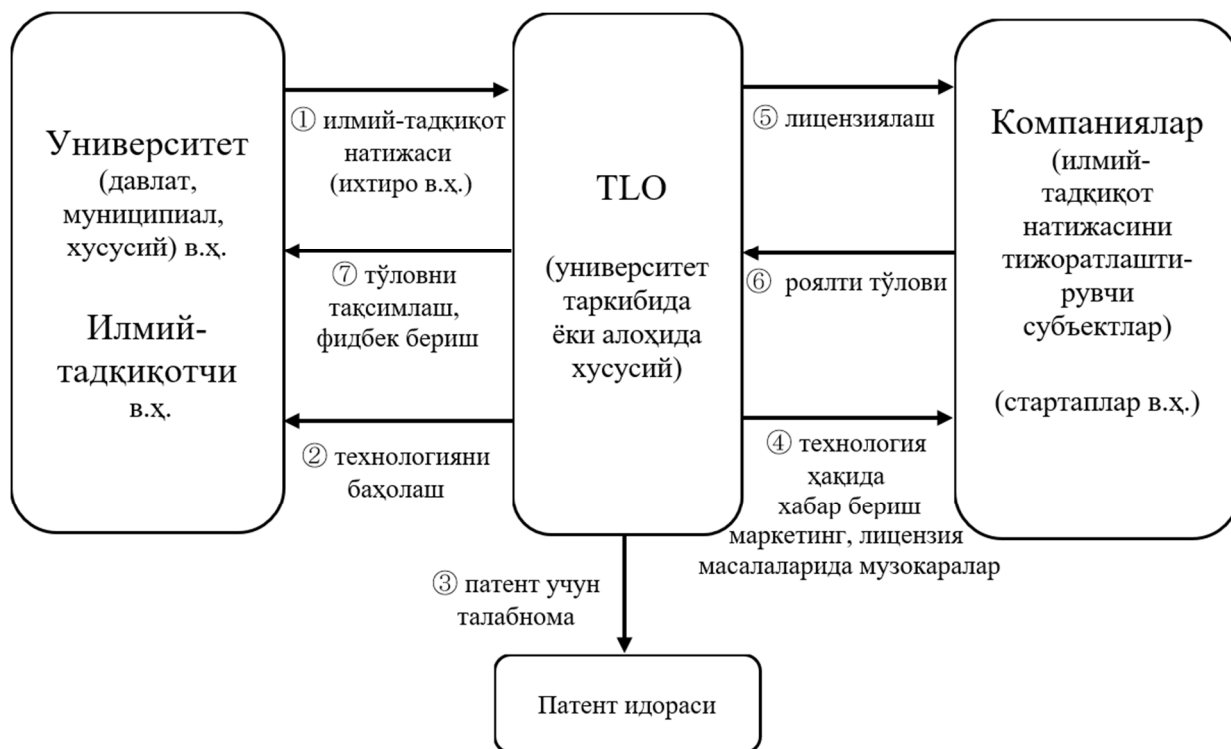 Университет
(давлат,
муниципиал,
хусусий) в.ҳ.
Илмий-
тадқиқотчи
в.ҳ.
① илмий-тадқиқот
натижаси
(ихтиро в.ҳ.)
⑦ тўловни
тақсимлаш,
фидбек бериш
② технологияни
баҳолаш
TLO
(университет
таркибида
ёки алоҳида
хусусий)
③ патент учун
талабнома
Патент идораси
⑤ лицензиялаш
⑥ роялти тўлови
④ технология
ҳақида
хабар бериш
маркетинг, лицензия
масалаларида музокаралар
Компаниялар
(илмий-
тадқиқот
натижасини
тижоратлашти-
рувчи
субъектлар)
(стартаплар в.ҳ.)